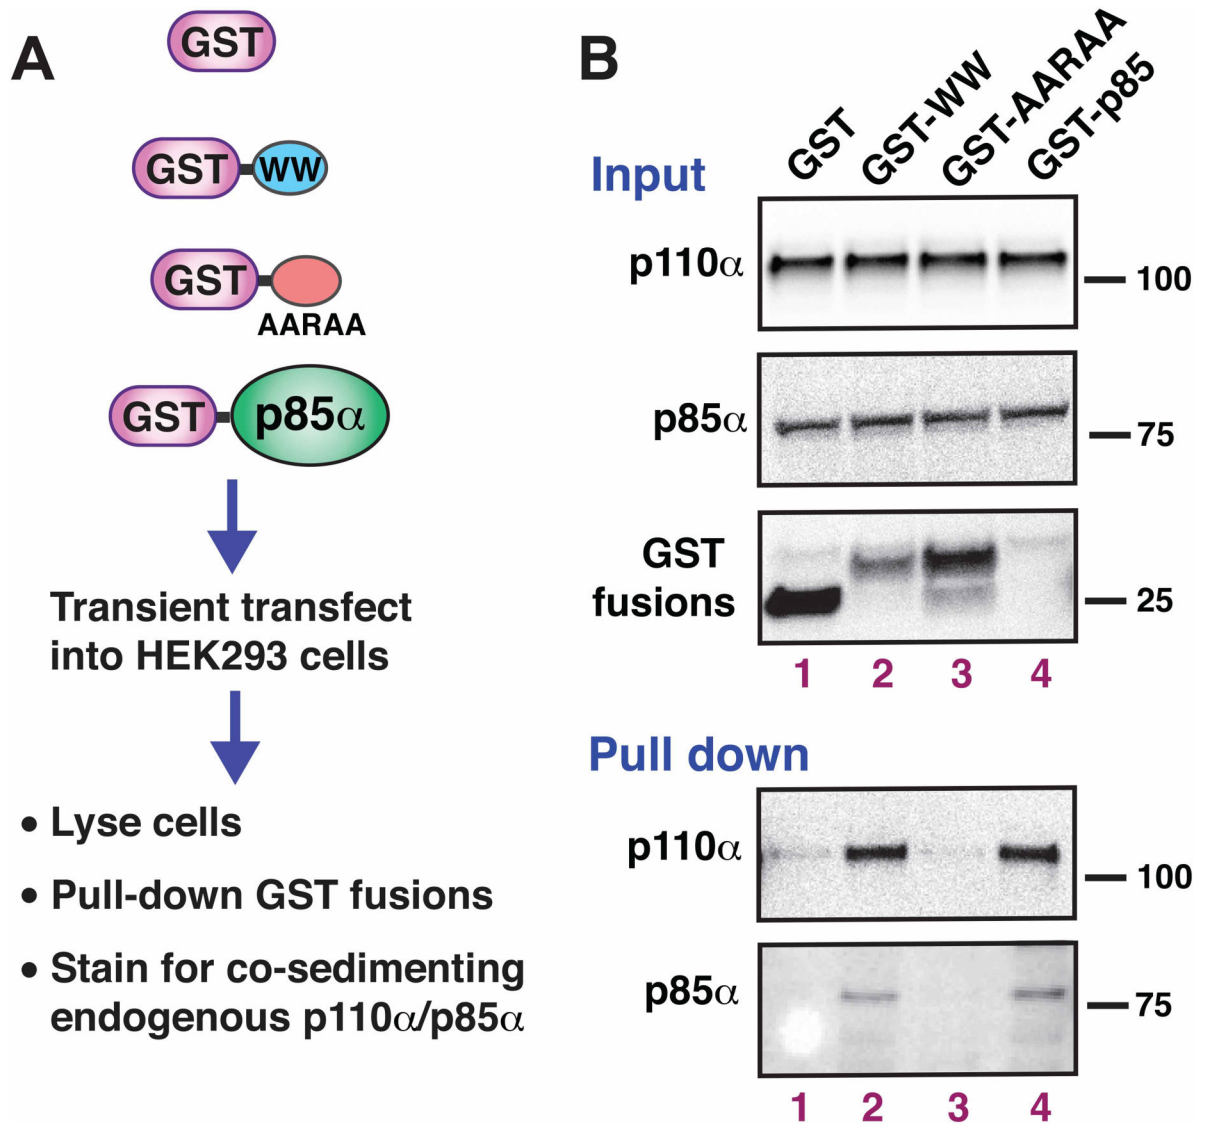 A
GST
GST WW
GST
AARAA
GST p85α
Transient transfect
into HEK293 cells
• Lyse cells
• Pull-down GST fusions
• Stain for co-sedimenting
endogenous p110α/p85α
B
GST
GST-WW
GST-AARAA
GST-p85
Input
p110α
100
p85α
75
GST
fusions
25
1 2 3 4
Pull down
p110α
100
p85α
75
1 2 3 4